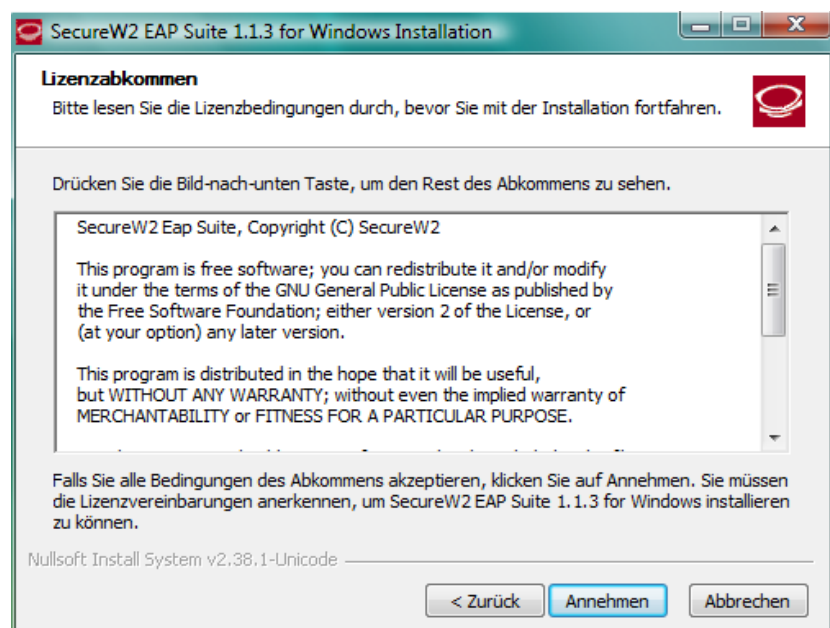 SecureW2 EAP Suite 1.1.3 for Windows Installation
Lizenzabkommen
Bitte lesen Sie die Lizenzbedingungen durch, bevor Sie mit der Installation fortfahren.
Drücken Sie die Bild-nach-unten Taste, um den Rest des Abkommens zu sehen.
SecureW2 Eap Suite, Copyright (C) SecureW2
This program is free software; you can redistribute it and/or modify
it under the terms of the GNU General Public License as published by
the Free Software Foundation; either version 2 of the License, or
(at your option) any later version.
This program is distributed in the hope that it will be useful,
but WITHOUT ANY WARRANTY; without even the implied warranty of
MERCHANTABILITY or FITNESS FOR A PARTICULAR PURPOSE.
Falls Sie alle Bedingungen des Abkommens akzeptieren, klicken Sie auf Annehmen. Sie müssen
die Lizenzvereinbarungen anerkennen, um SecureW2 EAP Suite 1.1.3 for Windows installieren
zu können.
Nullsoft Install System v2.38.1-Unicode
< Zurück Annehmen Abbrechen